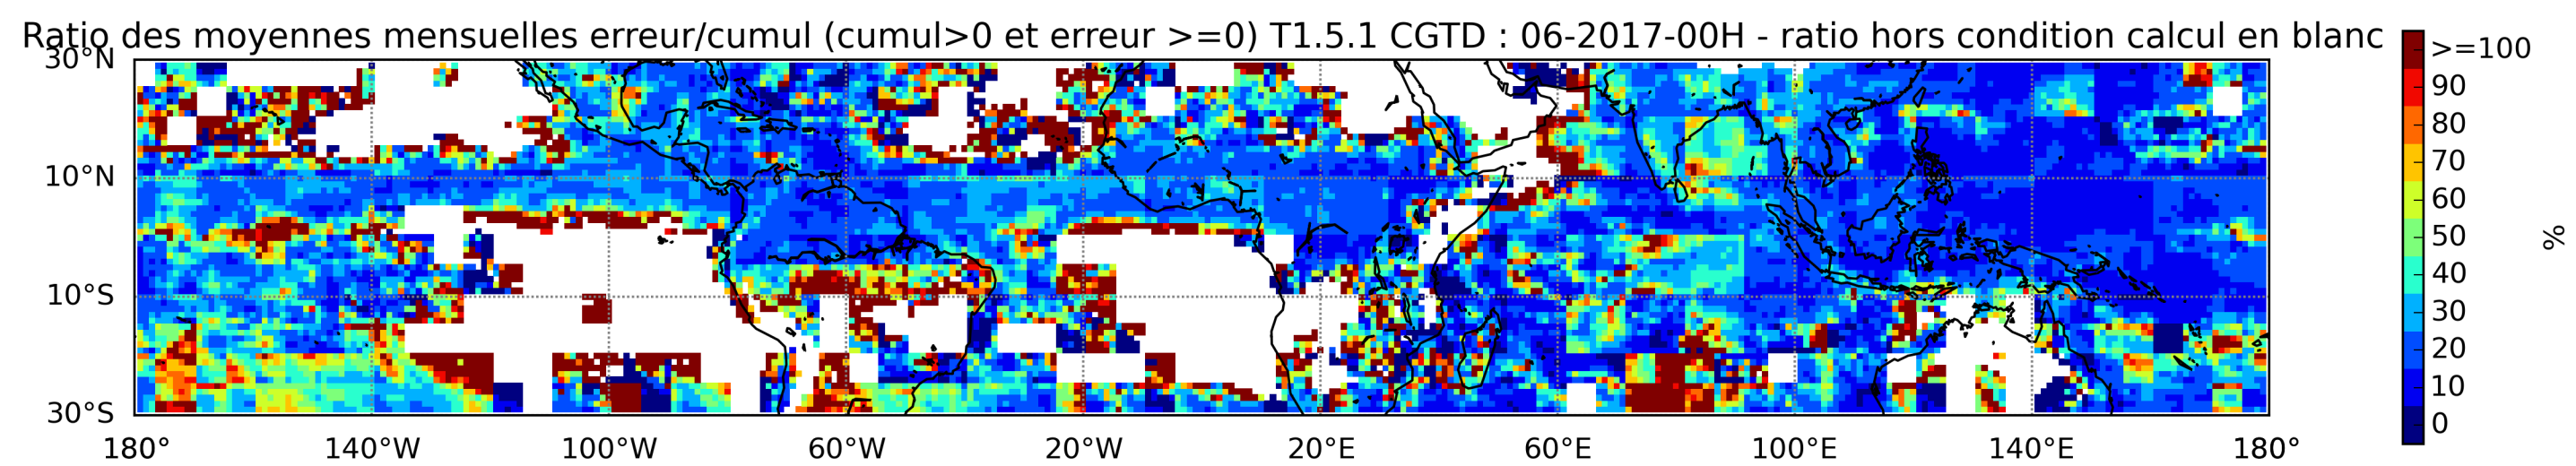 Ratio des moyennes mensuelles erreur/cumul (cumul>0 et erreur >=0) T1.5.1 CGTD : 06-2017-00H - ratio hors condition calcul en blanc
30°N
10°N
10°S
30°S
180° 140°W 100°W 60°W 20°W 20°E 60°E 100°E 140°E 180°
>=100
90
80
70
60
50
40
30
20
10
0
%